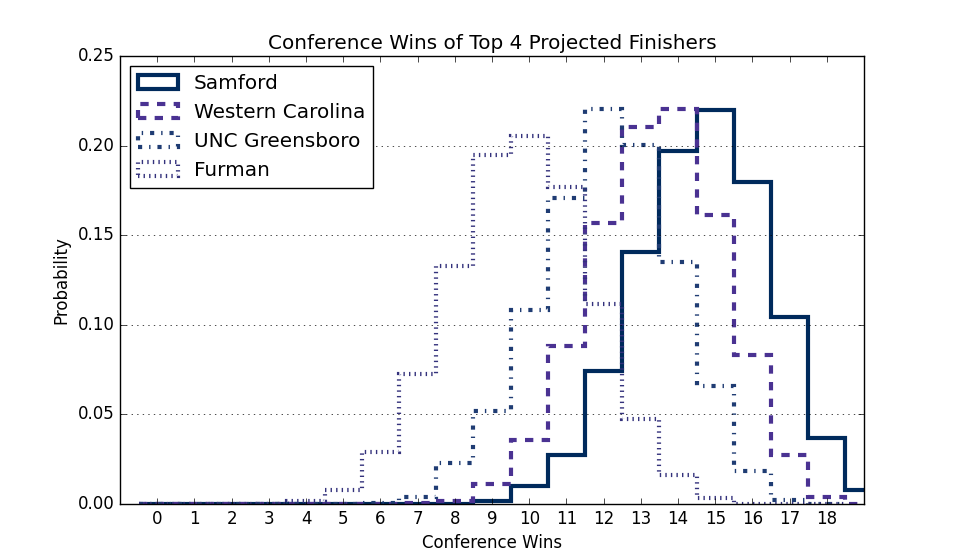 Conference Wins of Top 4 Projected Finishers
0.25
0.20
0.15
0.10
0.05
0.00
Probability
Samford
Western Carolina
UNC Greensboro
Furman
0 1 2 3 4 5 6 7 8 9 10 11 12 13 14 15 16 17 18
Conference Wins